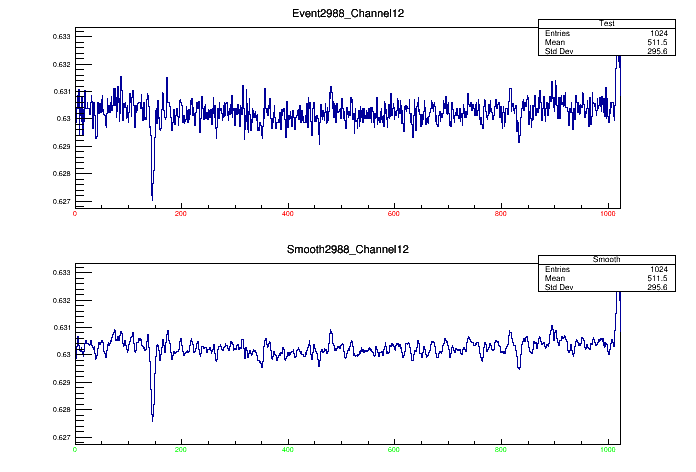 Event2988_Channel12
Test
Entries 1024
Mean 511.5
Std Dev 295.6
0.633
0.632
0.631
0.63
0.629
0.628
0.627
0 200 400 600 800 1000
Smooth2988_Channel12
Smooth
Entries 1024
Mean 511.5
Std Dev 295.6
0.633
0.632
0.631
0.63
0.629
0.628
0.627
0 200 400 600 800 1000